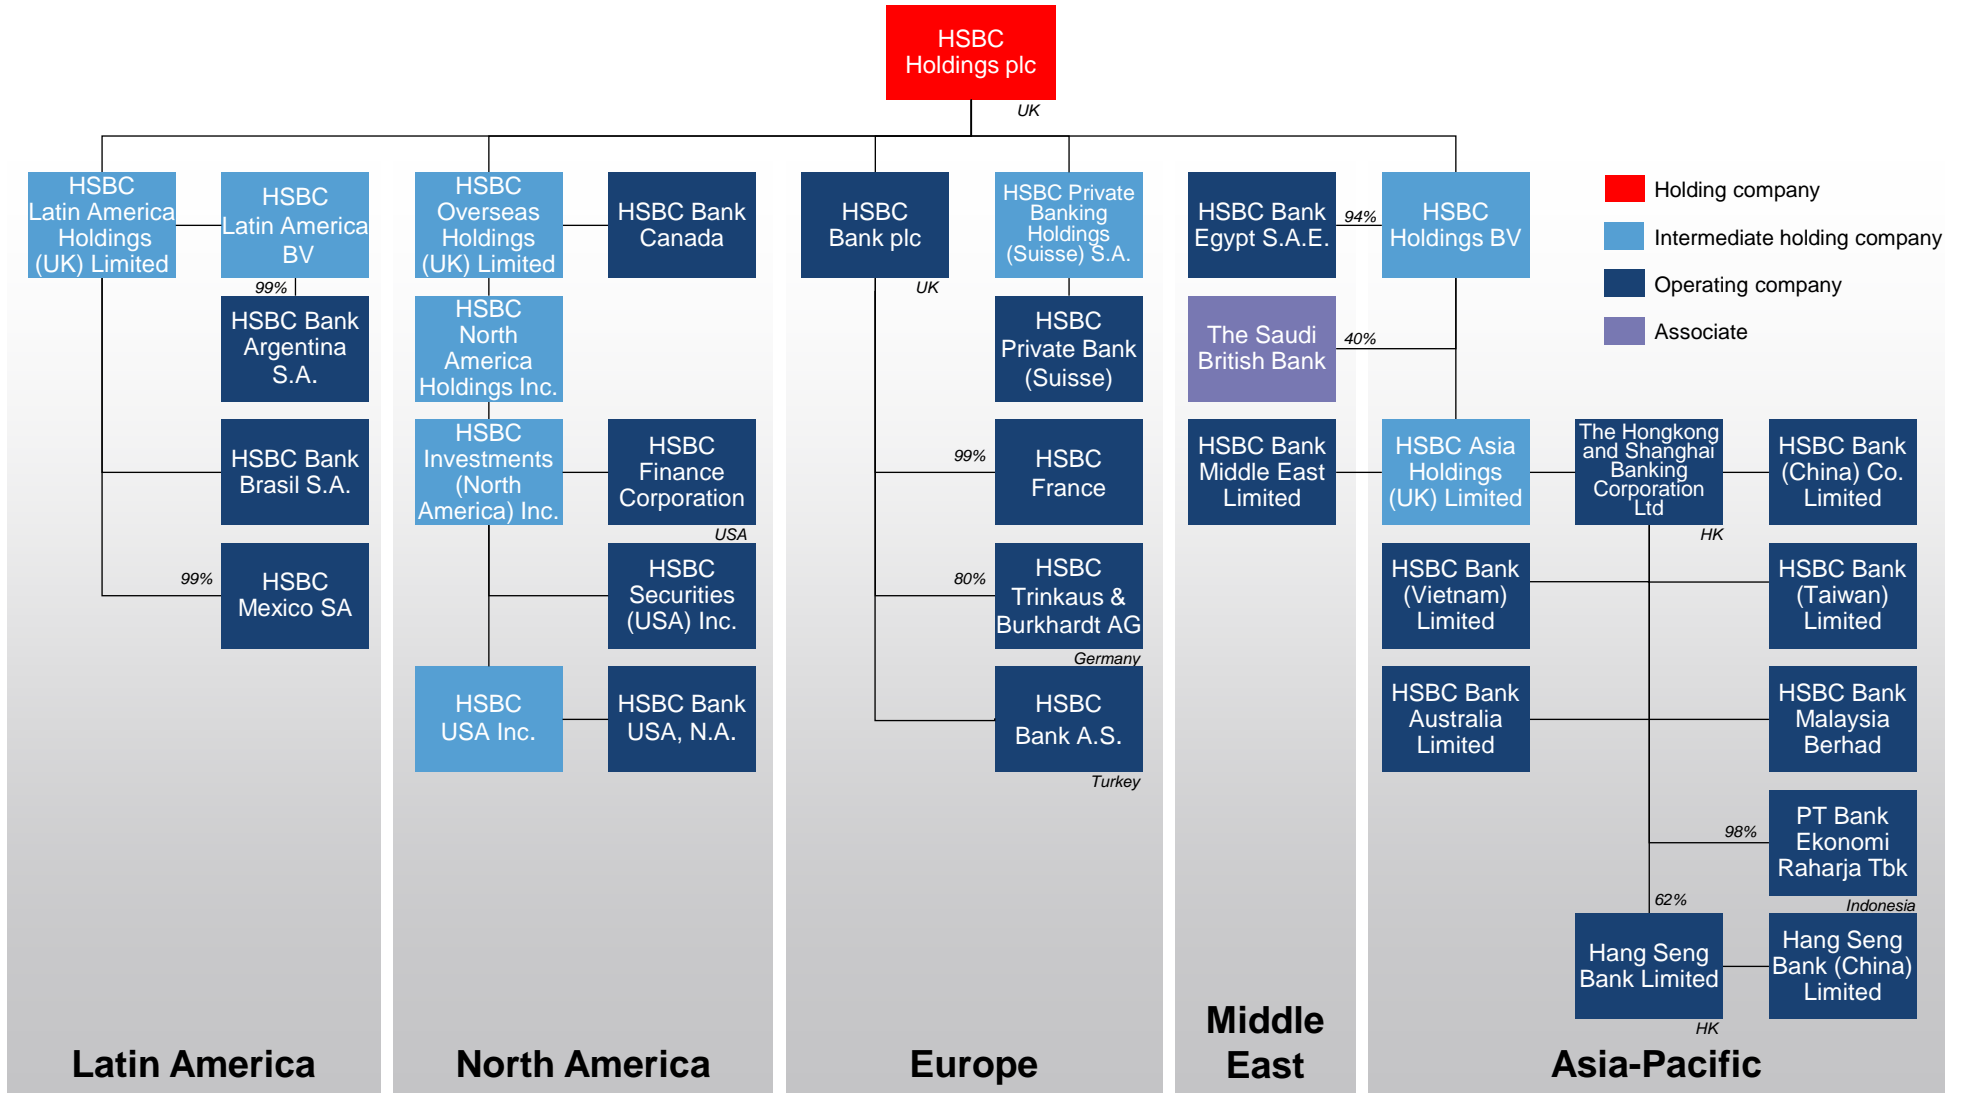 HSBC
Holdings plc
UK
HSBC
Latin America
Holdings
(UK) Limited
HSBC
Latin America
BV
99%
HSBC Bank
Argentina
S.A.
HSBC Bank
Brasil S.A.
99%
HSBC
Mexico SA
Latin America
HSBC
Overseas
Holdings
(UK) Limited
HSBC Bank
Canada
HSBC
North
America
Holdings Inc.
HSBC
Investments
(North
America) Inc.
HSBC
Finance
Corporation
USA
HSBC
Securities
(USA) Inc.
HSBC
USA Inc.
HSBC Bank
USA, N.A.
North America
HSBC
Bank plc
UK
HSBC Private
Banking
Holdings
(Suisse) S.A.
HSBC
Private Bank
(Suisse)
99%
HSBC
France
80%
HSBC
Trinkaus &
Burkhardt AG
Germany
HSBC
Bank A.S.
Turkey
Europe
HSBC Bank
Egypt S.A.E.
94%
The Saudi
British Bank
40%
HSBC Bank
Middle East
Limited
Middle
East
HSBC
Holdings BV
HSBC Asia
Holdings
(UK) Limited
The Hongkong
and Shanghai
Banking
Corporation
Ltd
HK
HSBC Bank
(China) Co.
Limited
HSBC Bank
(Vietnam)
Limited
HSBC Bank
(Taiwan)
Limited
HSBC Bank
Australia
Limited
HSBC Bank
Malaysia
Berhad
98%
PT Bank
Ekonomi
Raharja Tbk
Indonesia
62%
Hang Seng
Bank Limited
HK
Hang Seng
Bank (China)
Limited
Asia-Pacific
Holding company
Intermediate holding company
Operating company
Associate